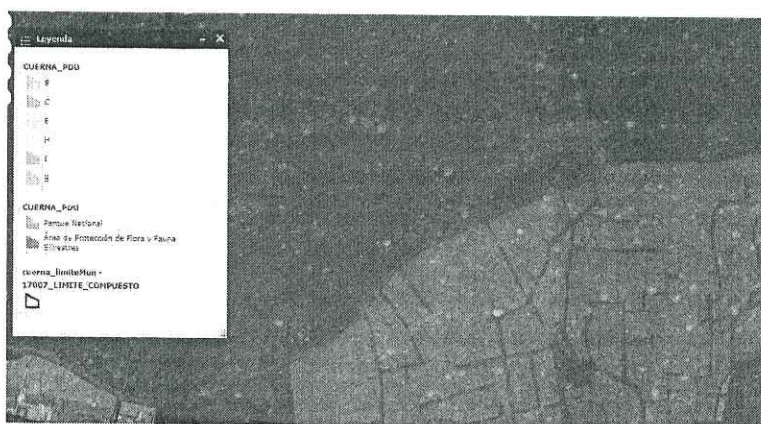 Leyenda
CUERNA_PDU
C
E
H
CUERNA_PDU
Parque Nacional
Área de Protección de Flora y Fauna
Silvestres
cuerna_limiteMun -
17007_LIMITE_COMPUESTO